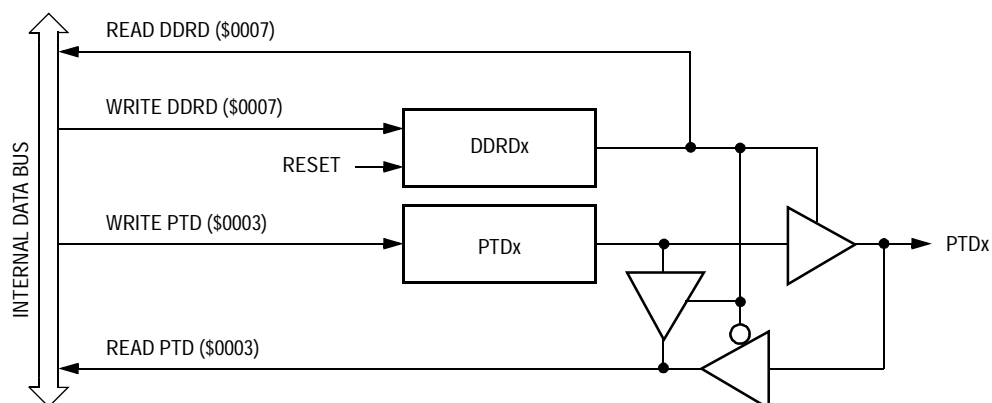 READ DDRD ($0007)
WRITE DDRD ($0007)
DDRDx
RESET
WRITE PTD ($0003)
PTDx
PTDx
READ PTD ($0003)
INTERNAL DATA BUS